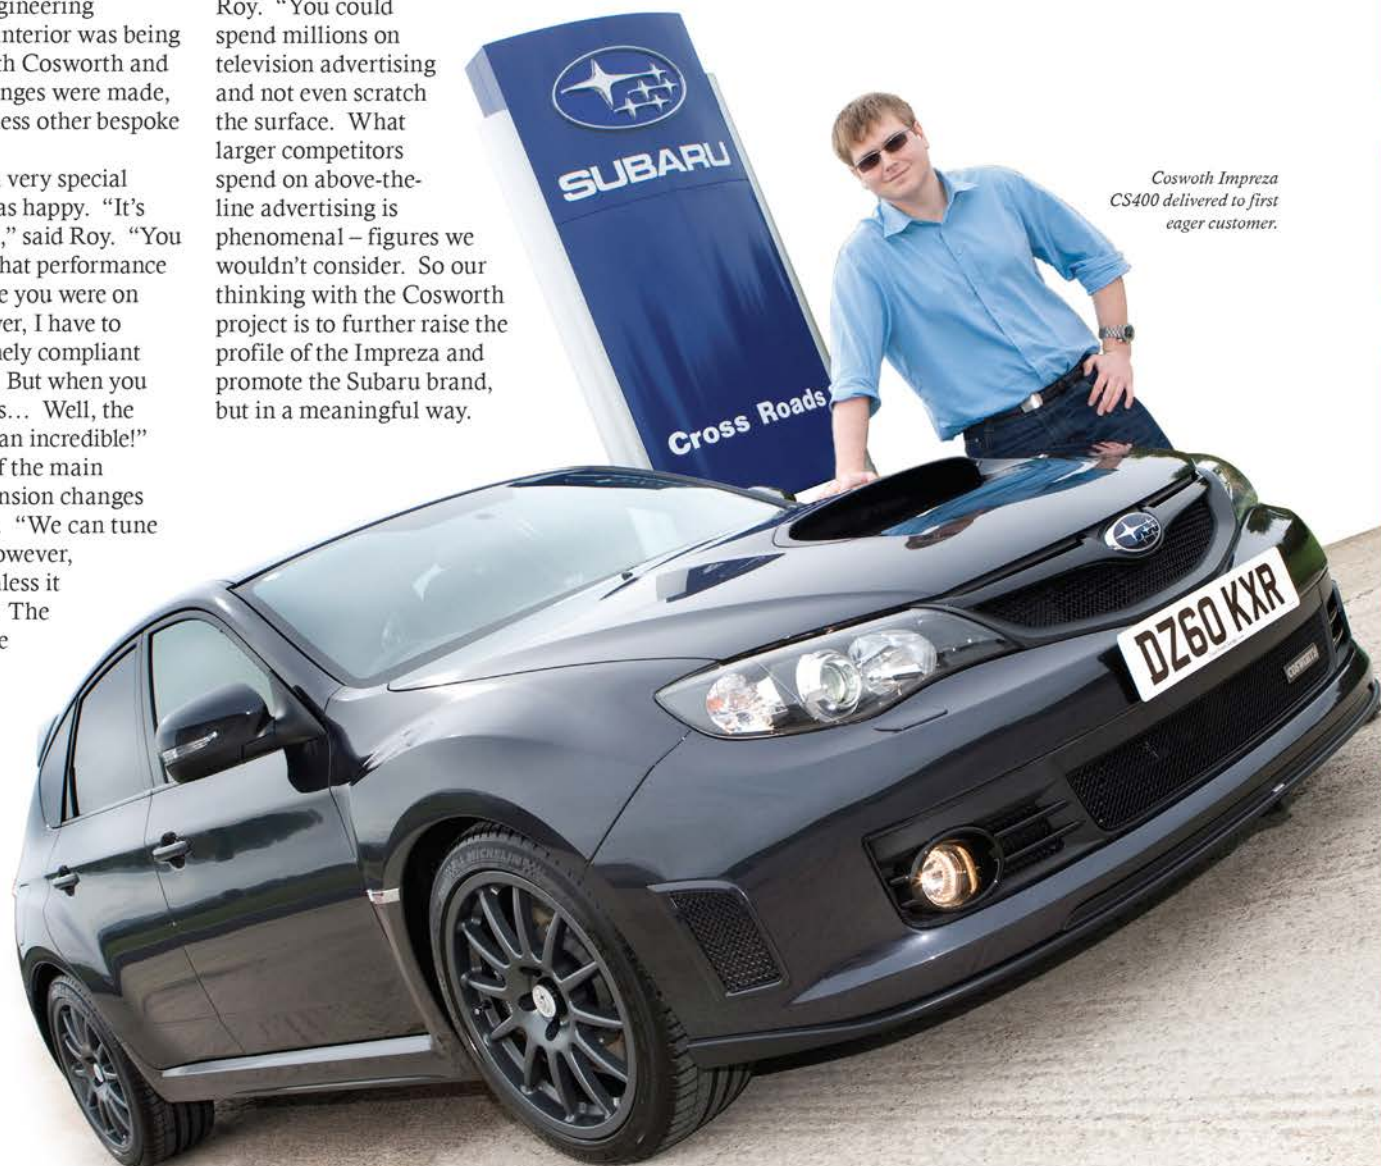 gineering
nterior was being
th Cosworth and
nges were made,
ess other bespoke
very special
as happy. “It’s
,” said Roy. “You
hat performance
e you were on
er, I have to
ely compliant
But when you
s… Well, the
an incredible!”
f the main
nsion changes
“We can tune
owever,
less it
The
e
Roy. “You could
spend millions on
television advertising
and not even scratch
the surface. What
larger competitors
spend on above-the-
line advertising is
phenomenal – figures we
wouldn’t consider. So our
thinking with the Cosworth
project is to further raise the
profile of the Impreza and
promote the Subaru brand,
but in a meaningful way.
SUBARU
Cross Roads
Coswoth Impreza
CS400 delivered to first
eager customer.
DZ60 KXR
COSWORTH
MICHELIN